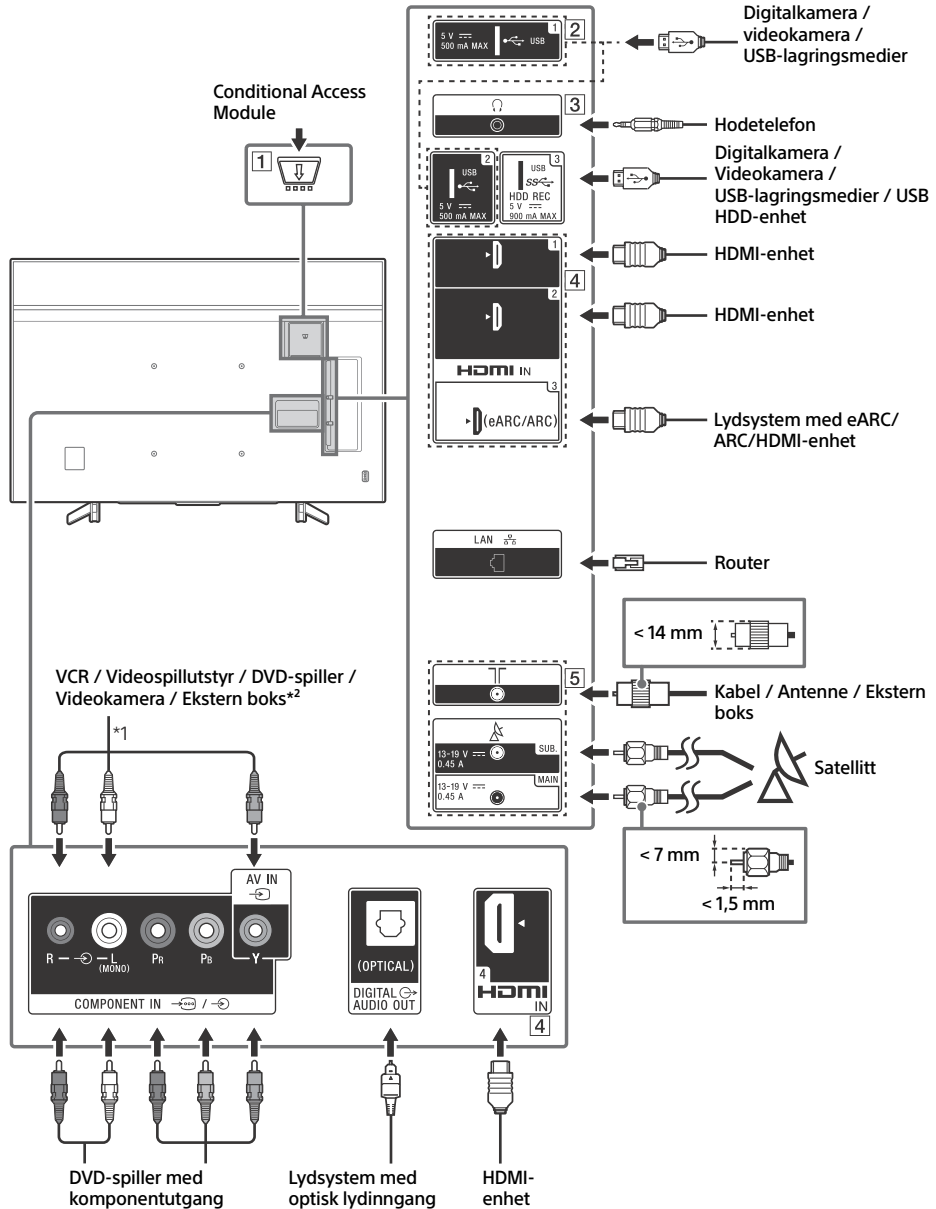 Digitalkamera /
videokamera /
USB-lagringsmedier
5 V
500 mA MAX
USB
1
2
Conditional Access
Module
1
3
Hodetelefon
Digitalkamera /
Videokamera /
USB-lagringsmedier / USB
HDD-enhet
2
USB
5 V
500 mA MAX
3
USB
SS
HDD REC
5 V
900 mA MAX
1
HDMI-enhet
4
2
HDMI-enhet
HDMI IN
3
(eARC/ARC)
Lydsystem med eARC/
ARC/HDMI-enhet
LAN
Router
< 14 mm
5
Kabel / Antenne / Ekstern
boks
13-19 V
0.45 A
SUB.
13-19 V
0.45 A
MAIN
Satellitt
< 7 mm
< 1,5 mm
VCR / Videospillutstyr / DVD-spiller /
Videokamera / Ekstern boks*2
*1
AV IN
R
L
(MONO)
PR
PB
Y
COMPONENT IN /
(OPTICAL)
DIGITAL
AUDIO OUT
4
HDMI
IN
4
DVD-spiller med
komponentutgang
Lydsystem med
optisk lydinngang
HDMI-
enhet